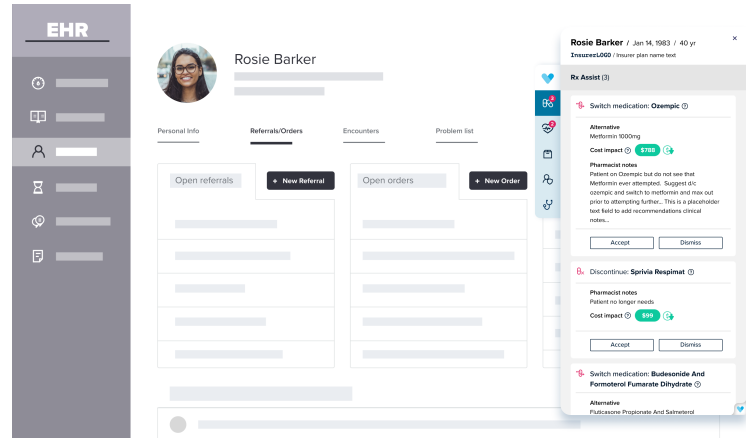 EHR
Rosie Barker
Personal Info
Referrals/Orders
Encounters
Problem list
Open referrals
+ New Referral
Open orders
+ New Order
Rosie Barker / Jan 14, 1983 / 40 yr
InsurerLOGO / Insurer plan name text
Rx Assist (3)
Switch medication: Ozempic
Alternative
Metformin 1000mg
Cost impact
$788
Pharmacist notes
Patient on Ozempic but do not see that
Metformin ever attempted. Suggest d/c
ozempic and switch to metformin and max out
prior to attempting further... This is a placeholder
text field to add recommendations clinical
notes...
Accept
Dismiss
Discontinue: Sprivia Respimat
Pharmacist notes
Patient no longer needs
Cost impact
$99
Accept
Dismiss
Switch medication: Budesonide And
Formoterol Fumarate Dihydrate
Alternative
Fluticasone Propionate And Salmeterol